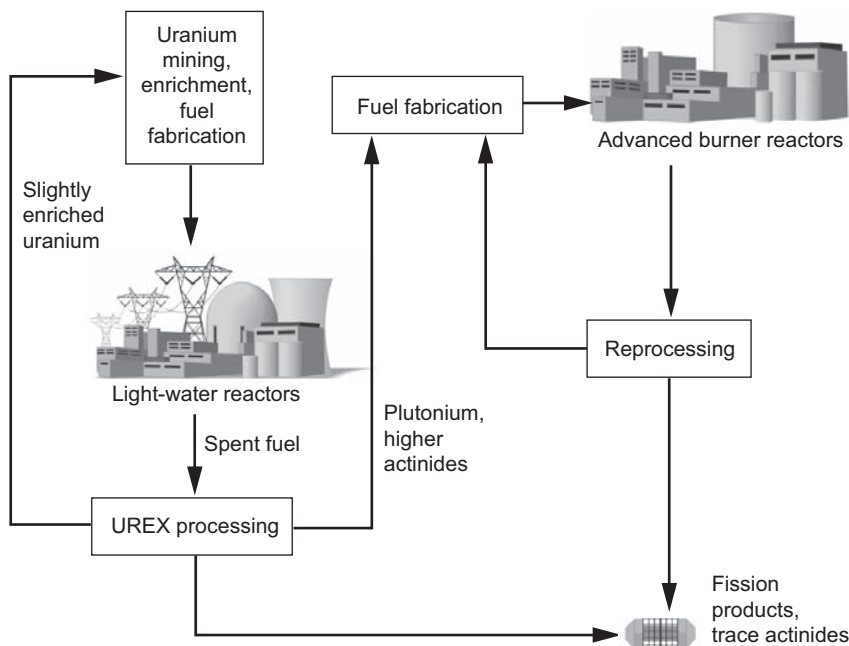 Uranium
mining,
enrichment,
fuel
fabrication
Fuel fabrication
Advanced burner reactors
Slightly
enriched
uranium
Light-water reactors
Reprocessing
Spent fuel
Plutonium,
higher
actinides
UREX processing
Fission
products,
trace actinides